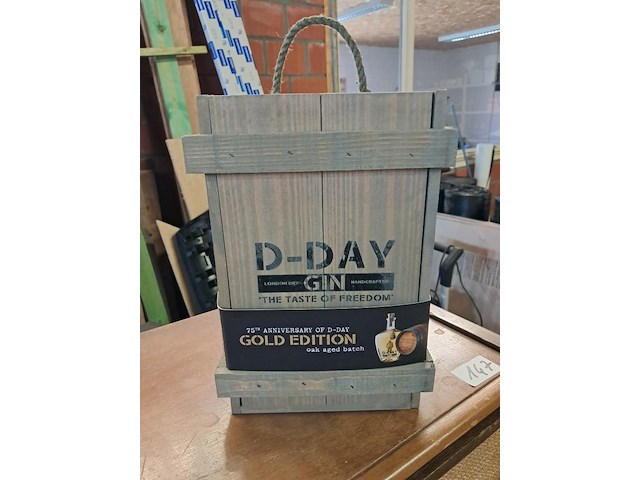 D-DAY
LONDON DRY GIN HANDCRAFTED
"THE TASTE OF FREEDOM"
75TH ANNIVERSARY OF D-DAY
GOLD EDITION
oak aged batch
147